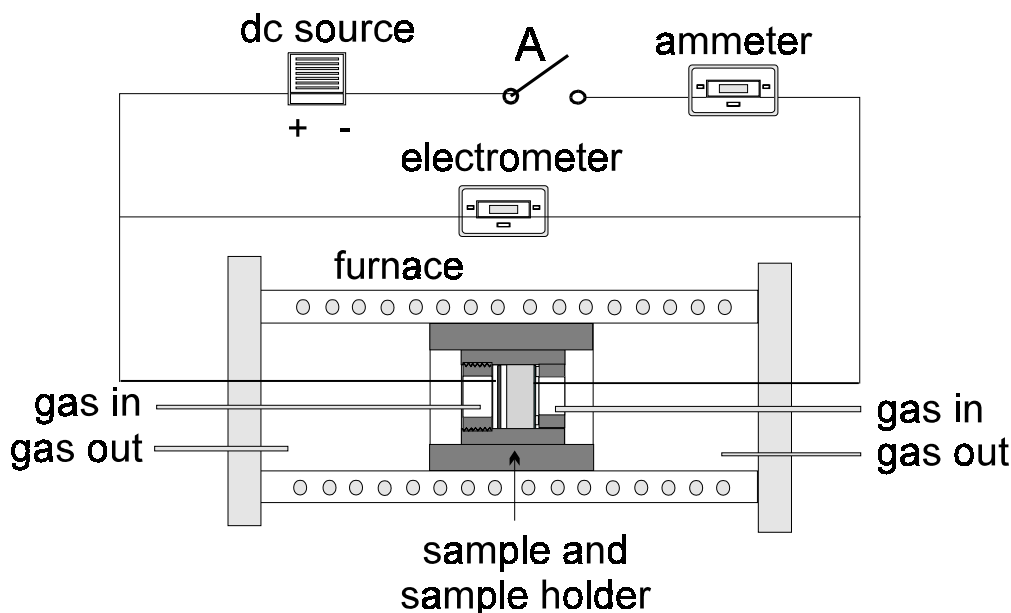 dc source
A
ammeter
+ -
electrometer
furnace
gas in
gas out
gas in
gas out
sample and
sample holder